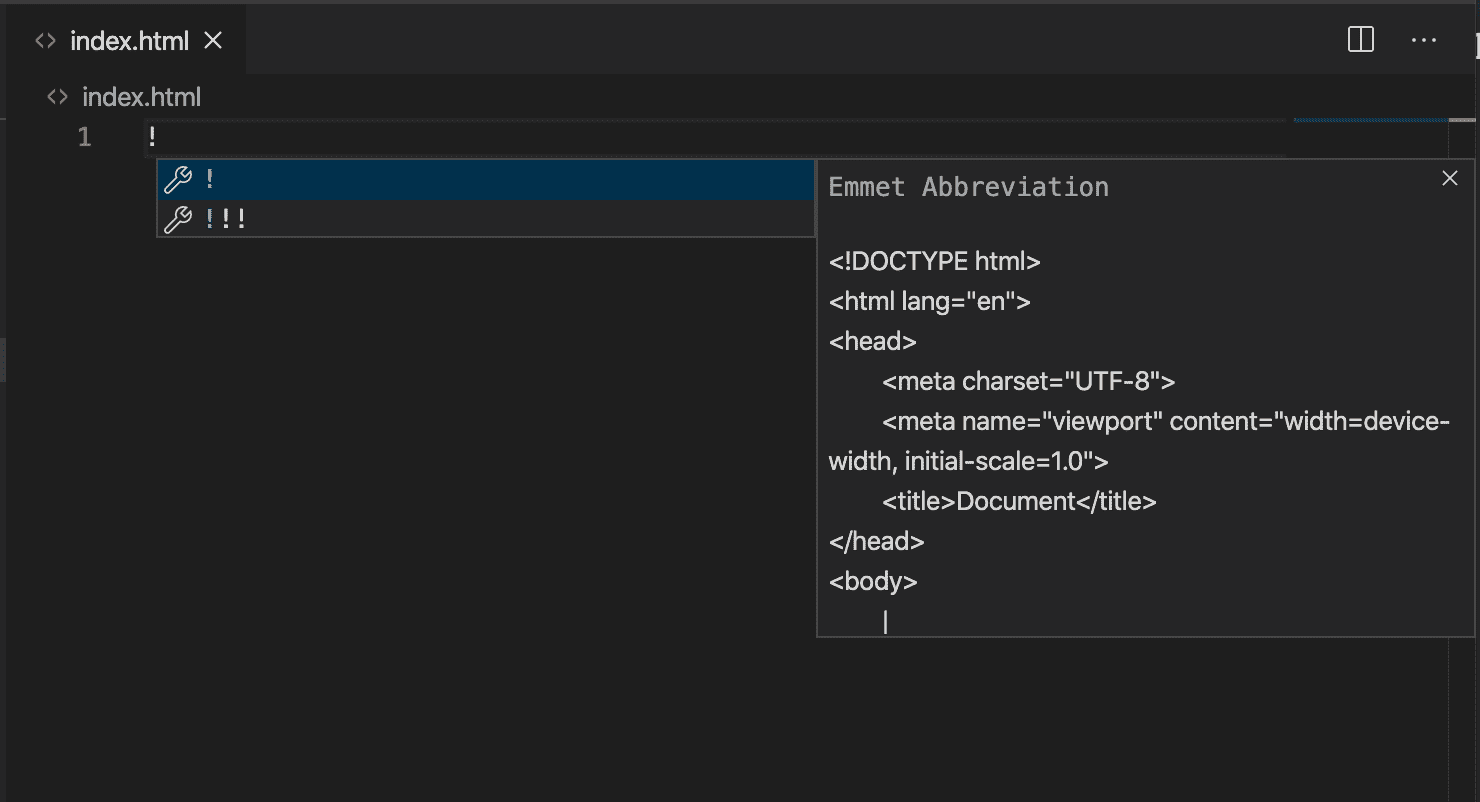 index.html
index.html
1 !
!
!!!
Emmet Abbreviation
<!DOCTYPE html>
<html lang="en">
<head>
<meta charset="UTF-8">
<meta name="viewport" content="width=device-
width, initial-scale=1.0">
<title>Document</title>
</head>
<body>
|